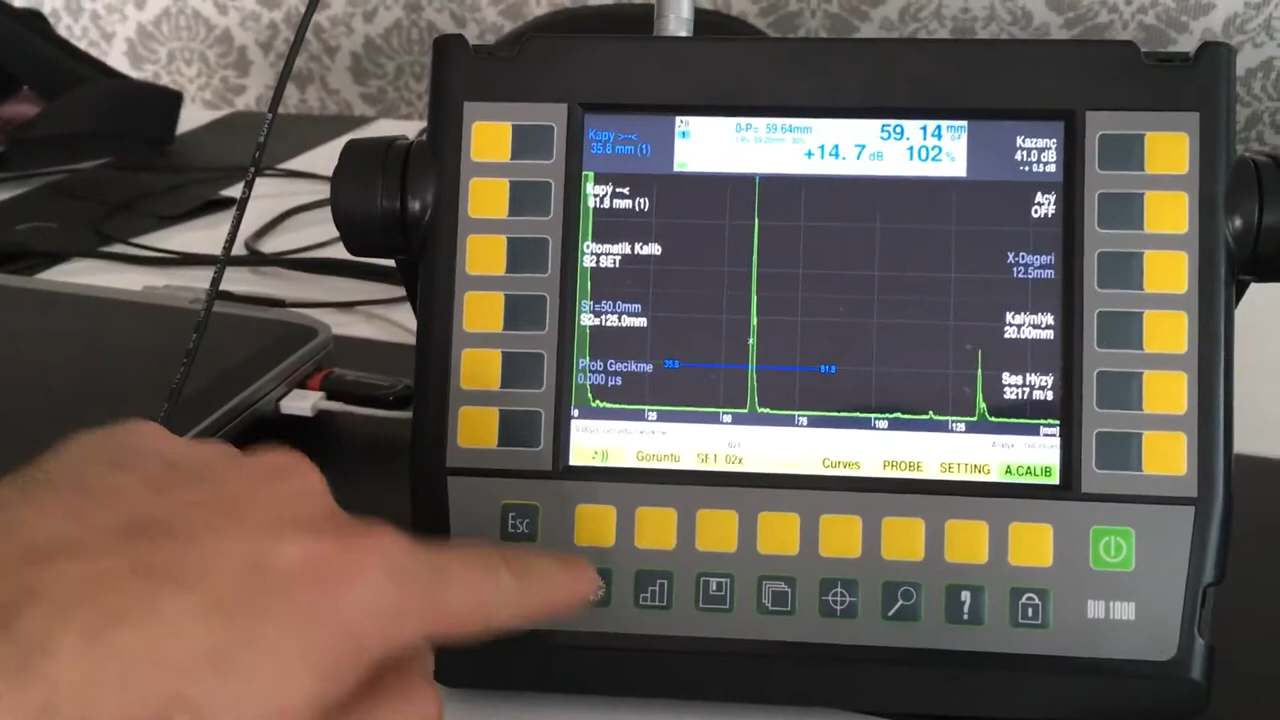 Kapý >--<
35.8 mm (1)
0-P= 59.64mm
59.14 mm
+14.7 dB 102 %
Kazanç
41.0 dB
-+ 0.5 dB
Kapý --<
81.8 mm (1)
Açý
OFF
Otomatik Kalib
S2 SET
X-Degeri
12.5mm
S1=50.0mm
S2=125.0mm
Kalýnlýk
20.00mm
Prob Gecikme
0.000 µs
35.8
81.8
Ses Hýzý
3217 m/s
0 25 50 75 100 125 [mm]
Goruntu SET 02x Curves PROBE SETTING A.CALIB
Esc
?
DIO 1000